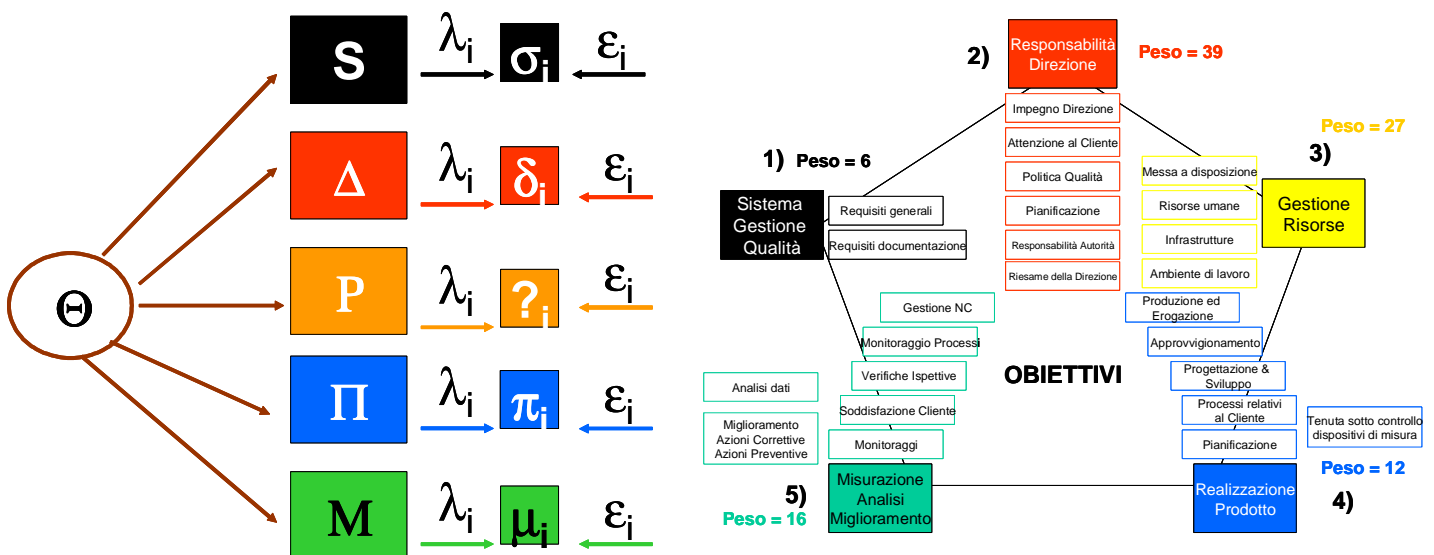 Θ
S
λi
σi
εi
Δ
λi
δi
εi
P
λi
?i
εi
Π
λi
πi
εi
M
λi
μi
εi
2)
Responsabilità
Direzione
Peso = 39
Impegno Direzione
Attenzione al Cliente
Politica Qualità
Pianificazione
Responsabilità Autorità
Riesame della Direzione
1) Peso = 6
Sistema
Gestione
Qualità
Requisiti generali
Requisiti documentazione
Peso = 27
3)
Gestione
Risorse
Messa a disposizione
Risorse umane
Infrastrutture
Ambiente di lavoro
OBIETTIVI
Gestione NC
Monitoraggio Processi
Verifiche Ispettive
Soddisfazione Cliente
Monitoraggi
Analisi dati
Miglioramento
Azioni Correttive
Azioni Preventive
5)
Peso = 16
Misurazione
Analisi
Miglioramento
Produzione ed
Erogazione
Approvvigionamento
Progettazione &
Sviluppo
Processi relativi
al Cliente
Pianificazione
Tenuta sotto controllo
dispositivi di misura
Peso = 12
4)
Realizzazione
Prodotto